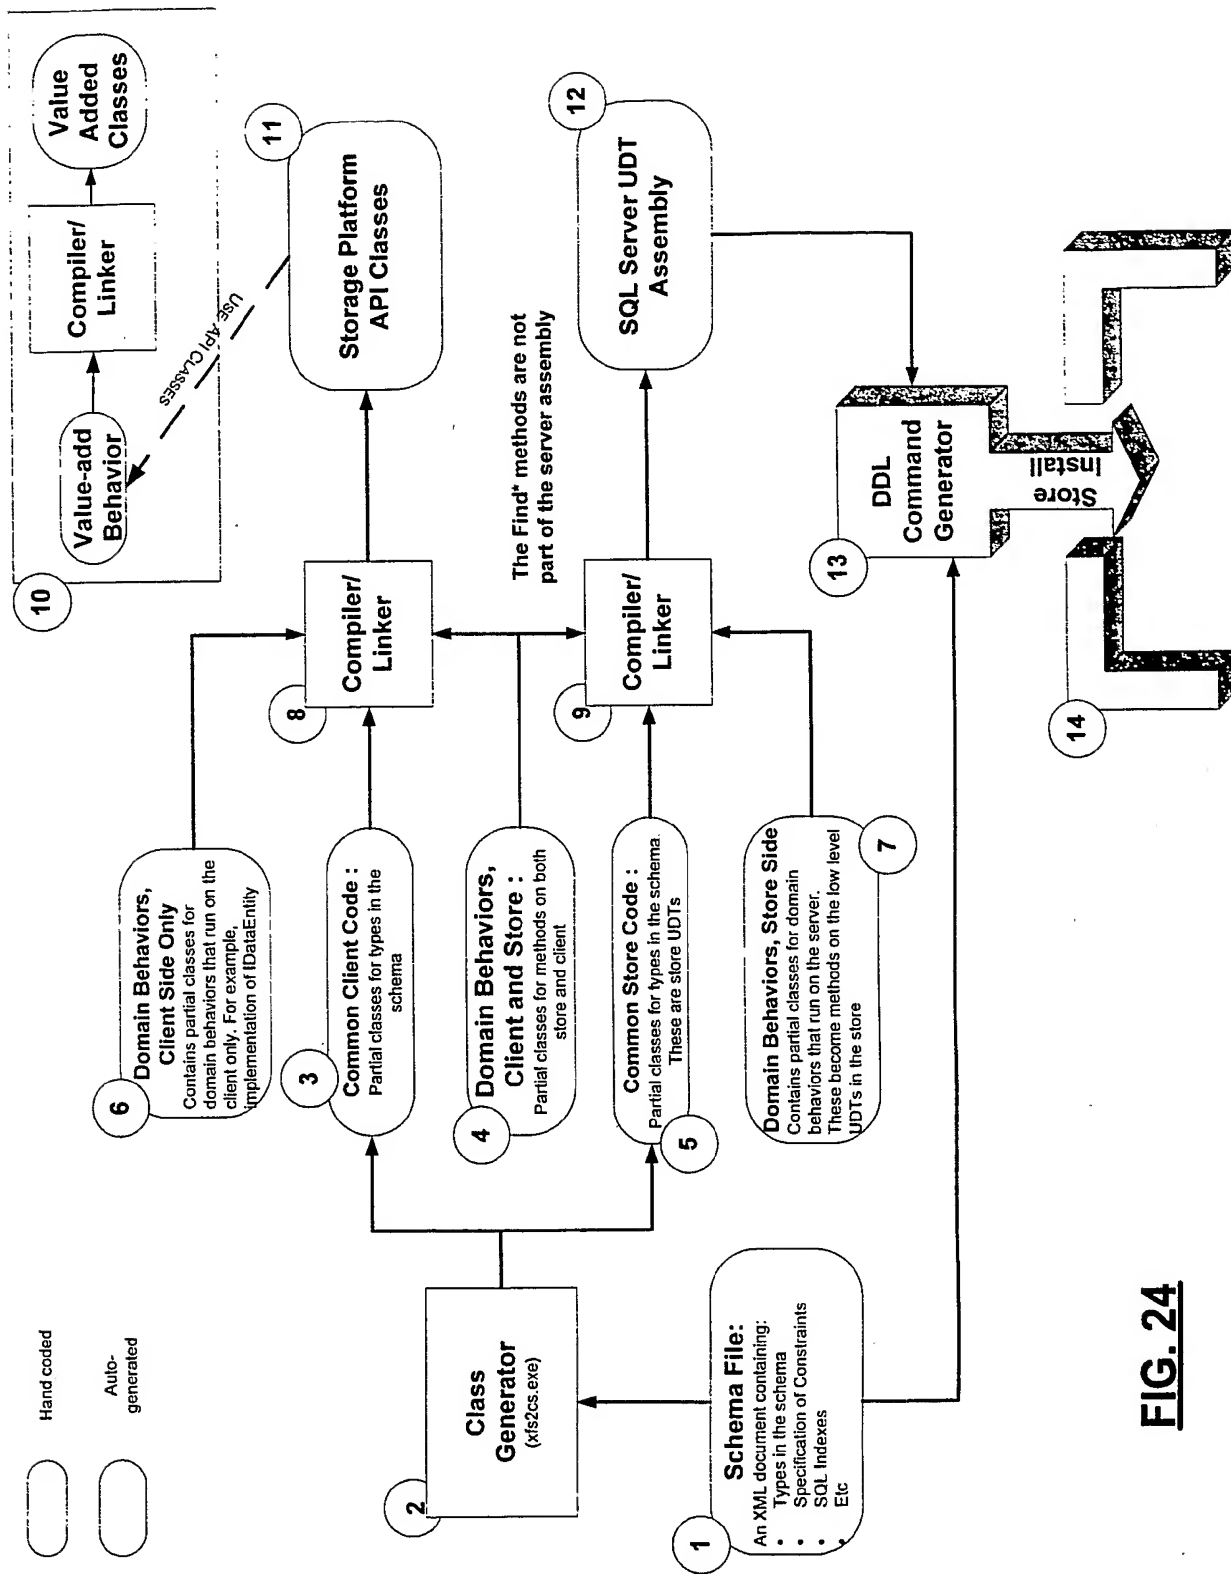 Hand coded
Auto-
generated
10
Value-add
Behavior
Compiler/
Linker
Value
Added
Classes
USE API CLASSES
6
Domain Behaviors,
Client Side Only
Contains partial classes for
domain behaviors that run on the
client only. For example,
implementation of IDataEntity
3
Common Client Code :
Partial classes for types in the
schema
8
Compiler/
Linker
11
Storage Platform
API Classes
2
Class
Generator
(xfs2cs.exe)
4
Domain Behaviors,
Client and Store :
Partial classes for methods on both
store and client
The Find* methods are not
part of the server assembly
5
Common Store Code :
Partial classes for types in the schema.
These are store UDTs
9
Compiler/
Linker
12
SQL Server UDT
Assembly
1
Schema File:
An XML document containing:
• Types in the schema
• Specification of Constraints
• SQL Indexes
• Etc
7
Domain Behaviors, Store Side
Contains partial classes for domain
behaviors that run on the server.
These become methods on the low level
UDTs in the store
13
DDL
Command
Generator
Store
Install
14
FIG. 24